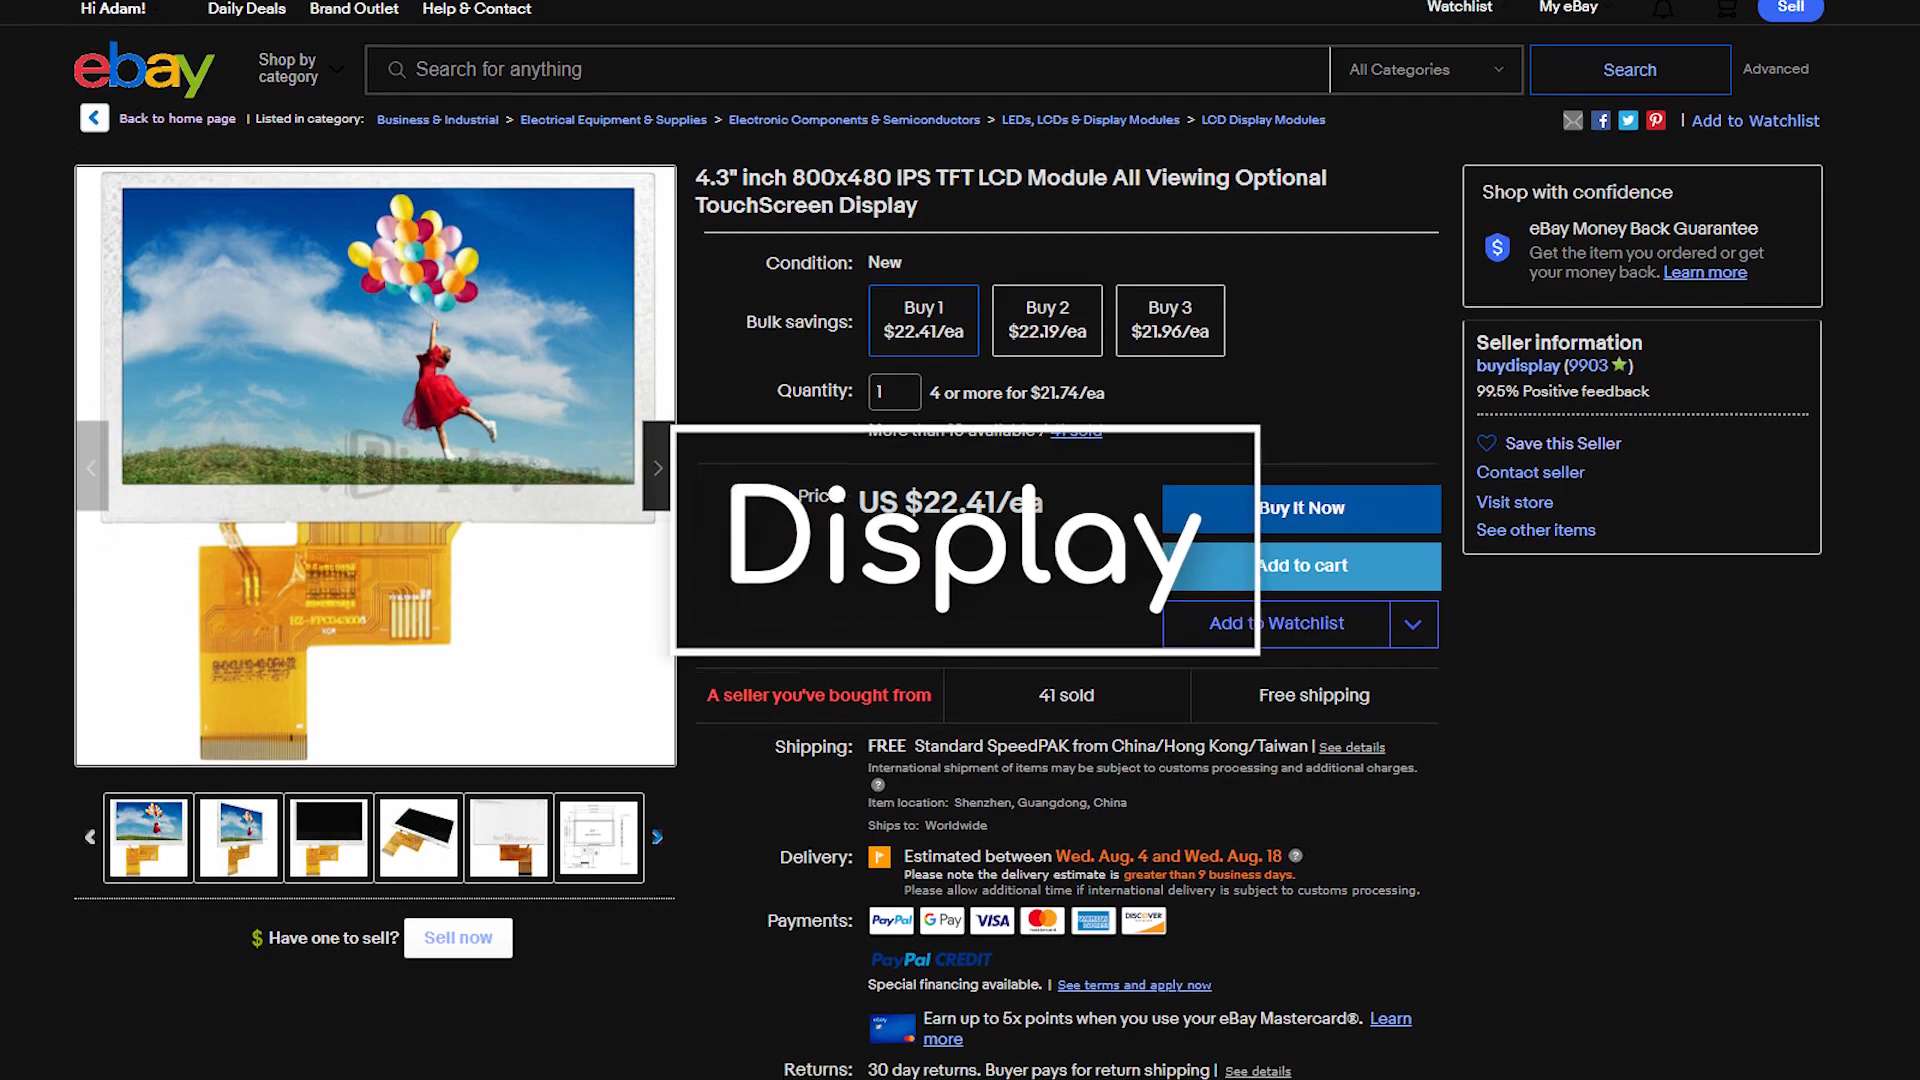 Hi Adam!
Daily Deals
Brand Outlet
Help & Contact
Watchlist
My eBay
Sell
ebay
Shop by
category
Search for anything
All Categories
Search
Advanced
Back to home page | Listed in category: Business & Industrial > Electrical Equipment & Supplies > Electronic Components & Semiconductors > LEDs, LCDs & Display Modules > LCD Display Modules
| Add to Watchlist
4.3" inch 800x480 IPS TFT LCD Module All Viewing Optional
TouchScreen Display
Condition: New
Bulk savings:
Buy 1
$22.41/ea
Buy 2
$22.19/ea
Buy 3
$21.96/ea
Quantity: 1 4 or more for $21.74/ea
More than 10 available / 41 sold
Price: US $22.41/ea
Display
Buy It Now
Add to cart
Add to Watchlist
A seller you've bought from
41 sold
Free shipping
Shipping: FREE Standard SpeedPAK from China/Hong Kong/Taiwan | See details
International shipment of items may be subject to customs processing and additional charges.
Item location: Shenzhen, Guangdong, China
Ships to: Worldwide
Delivery: Estimated between Wed. Aug. 4 and Wed. Aug. 18
Please note the delivery estimate is greater than 9 business days.
Please allow additional time if international delivery is subject to customs processing.
Payments: PayPal G Pay VISA mastercard AMERICAN EXPRESS DISCOVER
PayPal CREDIT
Special financing available. | See terms and apply now
ebay
Earn up to 5x points when you use your eBay Mastercard®. Learn
more
Returns: 30 day returns. Buyer pays for return shipping | See details
Shop with confidence
eBay Money Back Guarantee
Get the item you ordered or get
your money back. Learn more
Seller information
buydisplay (9903 ★)
99.5% Positive feedback
Save this Seller
Contact seller
Visit store
See other items
$ Have one to sell? Sell now